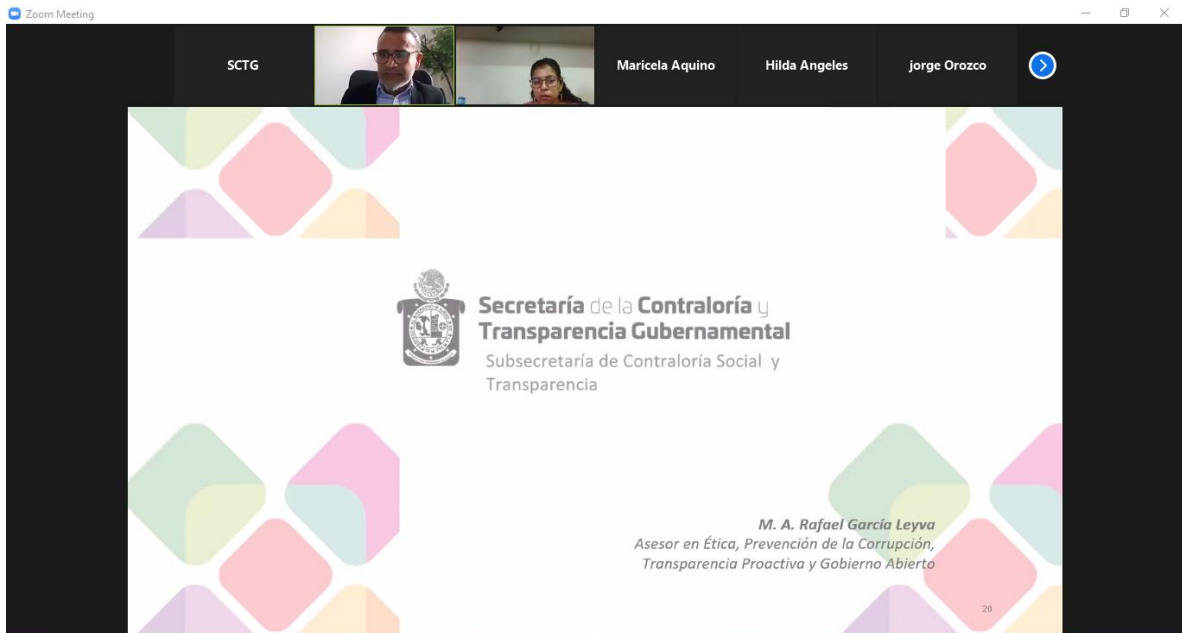 Zoom Meeting
SCTG
Maricela Aquino
Hilda Angeles
jorge Orozco
Secretaría de la Contraloría y
Transparencia Gubernamental
Subsecretaría de Contraloría Social y
Transparencia
M. A. Rafael García Leyva
Asesor en Ética, Prevención de la Corrupción,
Transparencia Proactiva y Gobierno Abierto
20